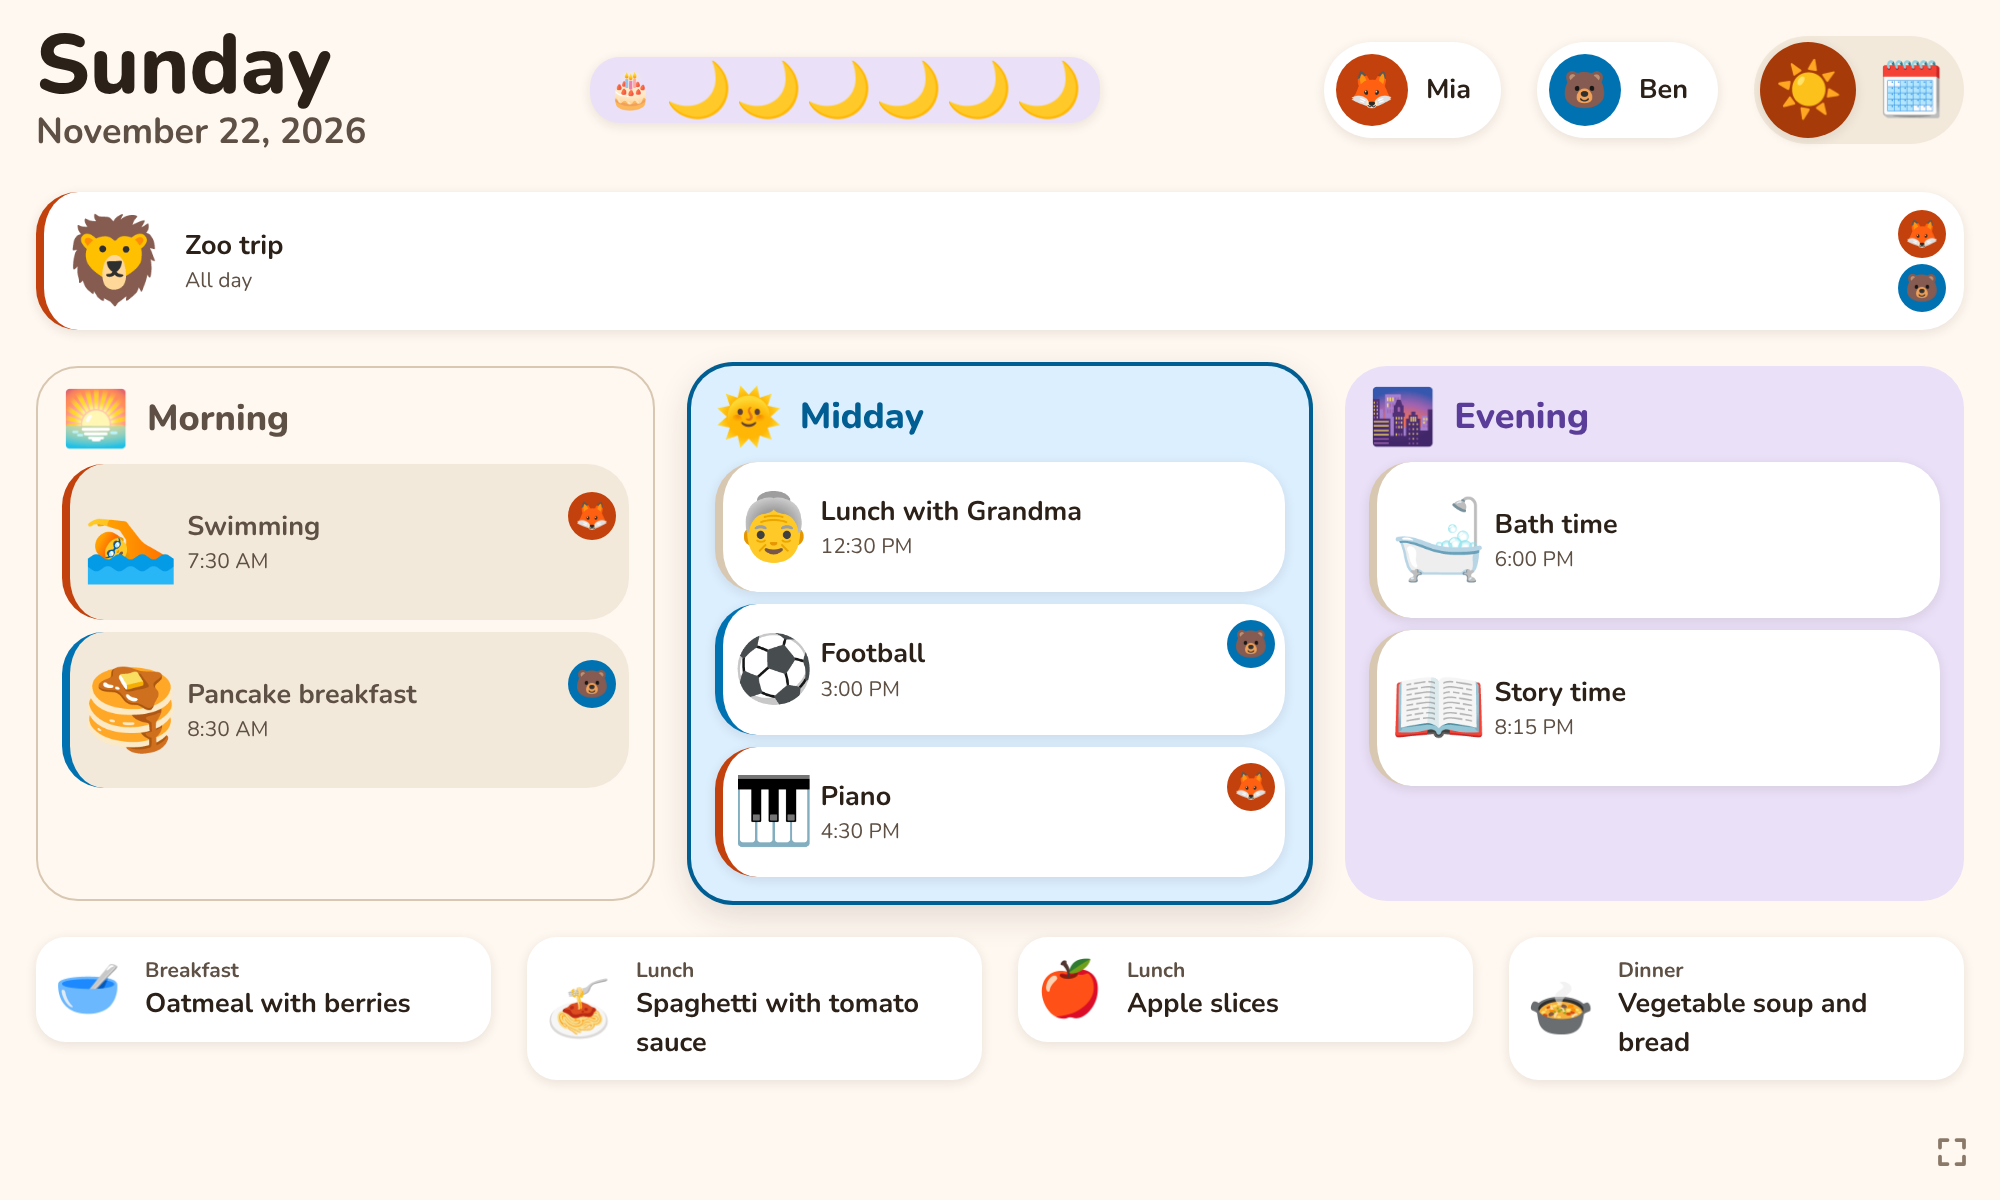 Sunday
November 22, 2026
Mia
Ben
Zoo trip
All day
Morning
Swimming
7:30 AM
Pancake breakfast
8:30 AM
Midday
Lunch with Grandma
12:30 PM
Football
3:00 PM
Piano
4:30 PM
Evening
Bath time
6:00 PM
Story time
8:15 PM
Breakfast
Oatmeal with berries
Lunch
Spaghetti with tomato
sauce
Lunch
Apple slices
Dinner
Vegetable soup and
bread